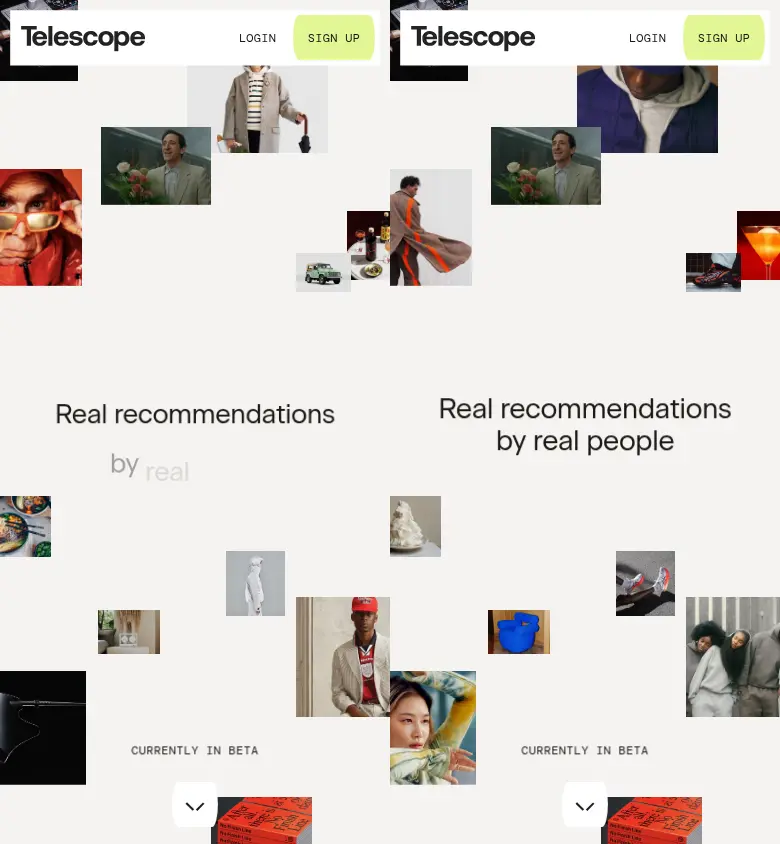 Telescope
LOGIN
SIGN UP
Real recommendations
by real
CURRENTLY IN BETA
Telescope
LOGIN
SIGN UP
Real recommendations
by real people
CURRENTLY IN BETA